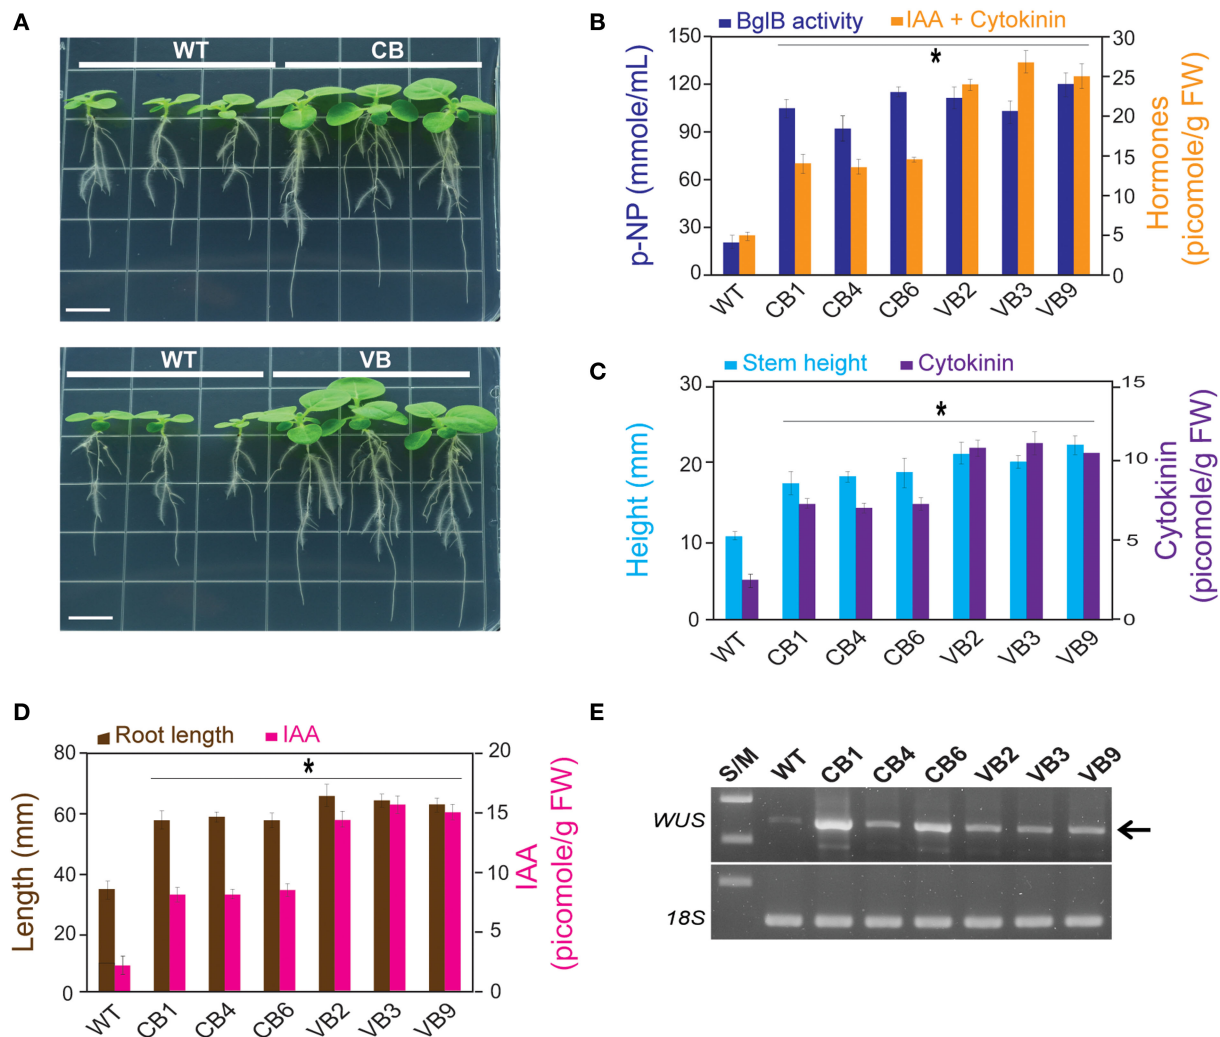 A
WT CB
WT VB
B
BglB activity IAA + Cytokinin
p-NP (mmole/mL)
150
120
90
60
30
0
*
30
25
20
15
10
5
0
Hormones
(picomole/g FW)
WT CB1 CB4 CB6 VB2 VB3 VB9
C
Stem height Cytokinin
Height (mm)
30
20
10
0
*
15
10
5
0
Cytokinin
(picomole/g FW)
WT CB1 CB4 CB6 VB2 VB3 VB9
D
Root length IAA
Length (mm)
80
60
40
20
0
*
20
15
10
5
0
IAA
(picomole/g FW)
WT CB1 CB4 CB6 VB2 VB3 VB9
E
S/M WT CB1 CB4 CB6 VB2 VB3 VB9
WUS
18S